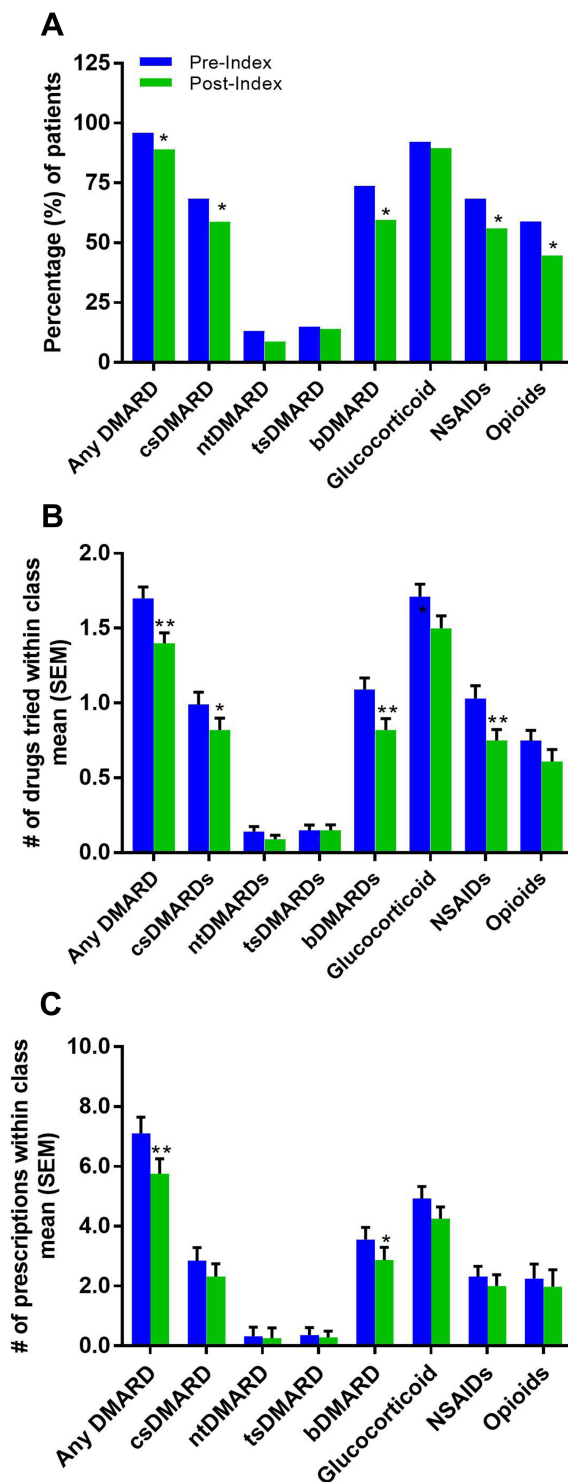 A
Pre-Index
Post-Index
Percentage (%) of patients
125
100
75
50
25
0
*
*
*
*
*
Any DMARD
csDMARD
ntDMARD
tsDMARD
bDMARD
Glucocorticoid
NSAIDs
Opioids
B
# of drugs tried within class
mean (SEM)
2.0
1.5
1.0
0.5
0.0
**
*
**
*
**
Any DMARD
csDMARDs
ntDMARDs
tsDMARDs
bDMARDs
Glucocorticoid
NSAIDs
Opioids
C
# of prescriptions within class
mean (SEM)
10.0
8.0
6.0
4.0
2.0
0.0
**
*
Any DMARD
csDMARD
ntDMARD
tsDMARD
bDMARD
Glucocorticoid
NSAIDs
Opioids